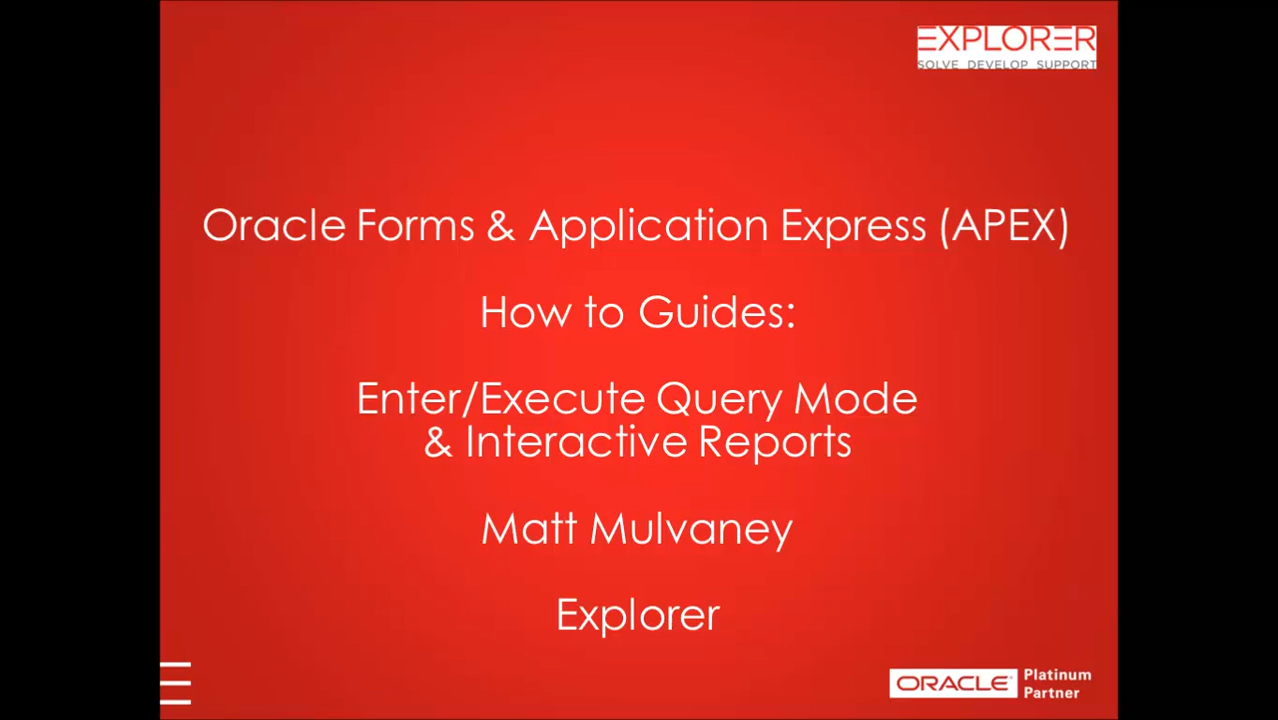 EXPLORER
SOLVE DEVELOP SUPPORT
Oracle Forms & Application Express (APEX)
How to Guides:
Enter/Execute Query Mode
& Interactive Reports
Matt Mulvaney
Explorer
ORACLE Platinum
Partner